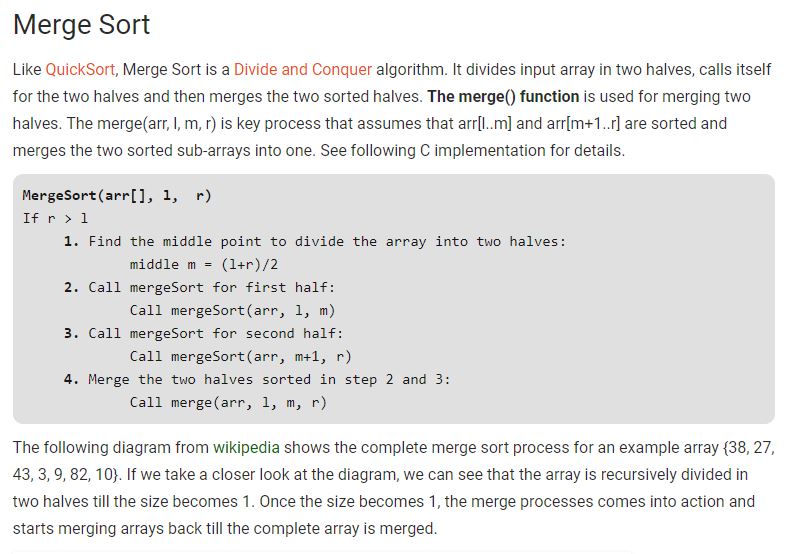 Merge Sort
Like QuickSort, Merge Sort is a Divide and Conquer algorithm. It divides input array in two halves, calls itself
for the two halves and then merges the two sorted halves. The merge() function is used for merging two
halves. The merge(arr, l, m, r) is key process that assumes that arr[l..m] and arr[m+1..r] are sorted and
merges the two sorted sub-arrays into one. See following C implementation for details.
MergeSort(arr[], l,  r)
If r > l
1. Find the middle point to divide the array into two halves:
middle m = (l+r)/2
2. Call mergeSort for first half:
Call mergeSort(arr, l, m)
3. Call mergeSort for second half:
Call mergeSort(arr, m+1, r)
4. Merge the two halves sorted in step 2 and 3:
Call merge(arr, l, m, r)
The following diagram from wikipedia shows the complete merge sort process for an example array {38, 27,
43, 3, 9, 82, 10}. If we take a closer look at the diagram, we can see that the array is recursively divided in
two halves till the size becomes 1. Once the size becomes 1, the merge processes comes into action and
starts merging arrays back till the complete array is merged.